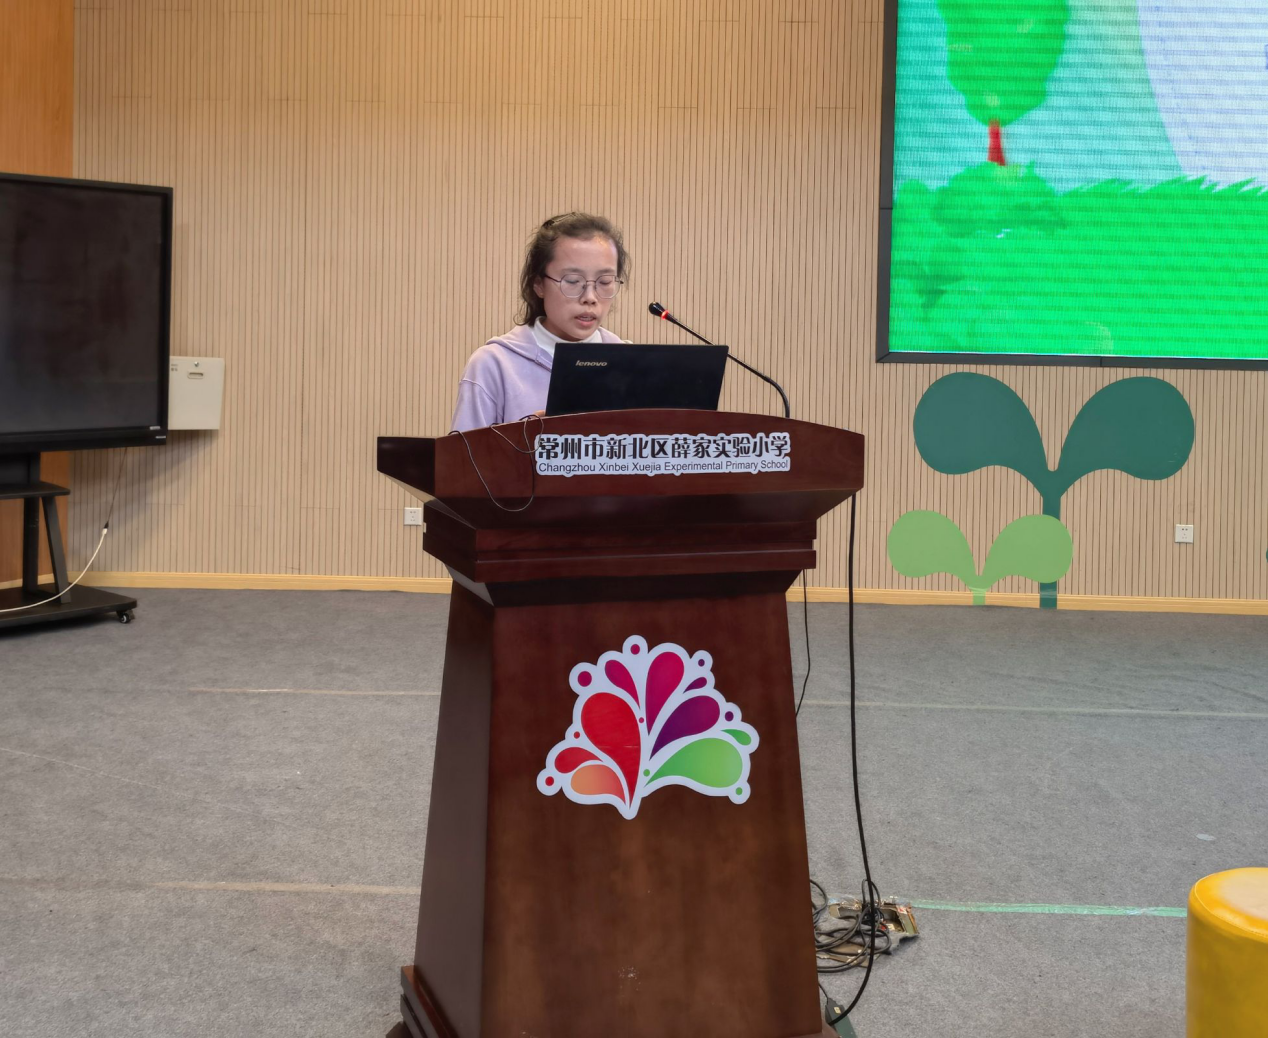 lenovo
常州市新北区薛家实验小学
Changzhou Xinbei Xuejia Experimental Primary School